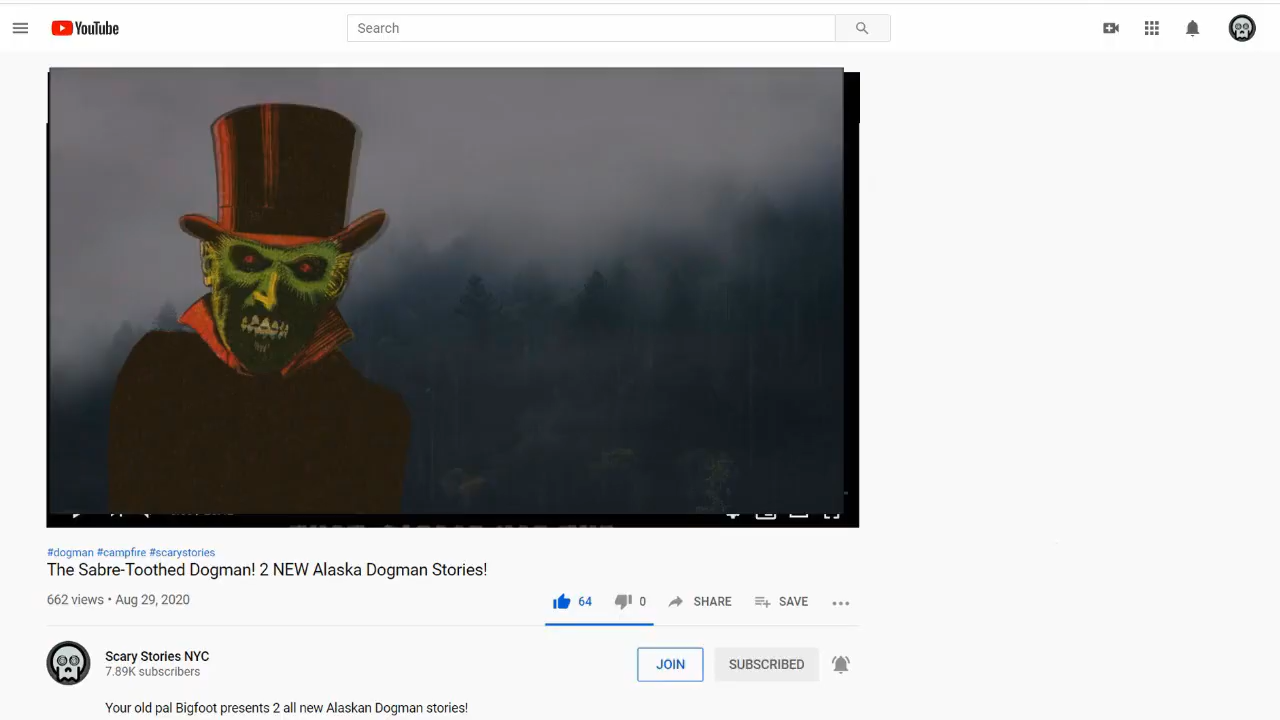 YouTube
Search
#dogman #campfire #scarystories
The Sabre-Toothed Dogman! 2 NEW Alaska Dogman Stories!
662 views • Aug 29, 2020
64
0
SHARE
SAVE
Scary Stories NYC
7.89K subscribers
JOIN
SUBSCRIBED
Your old pal Bigfoot presents 2 all new Alaskan Dogman stories!